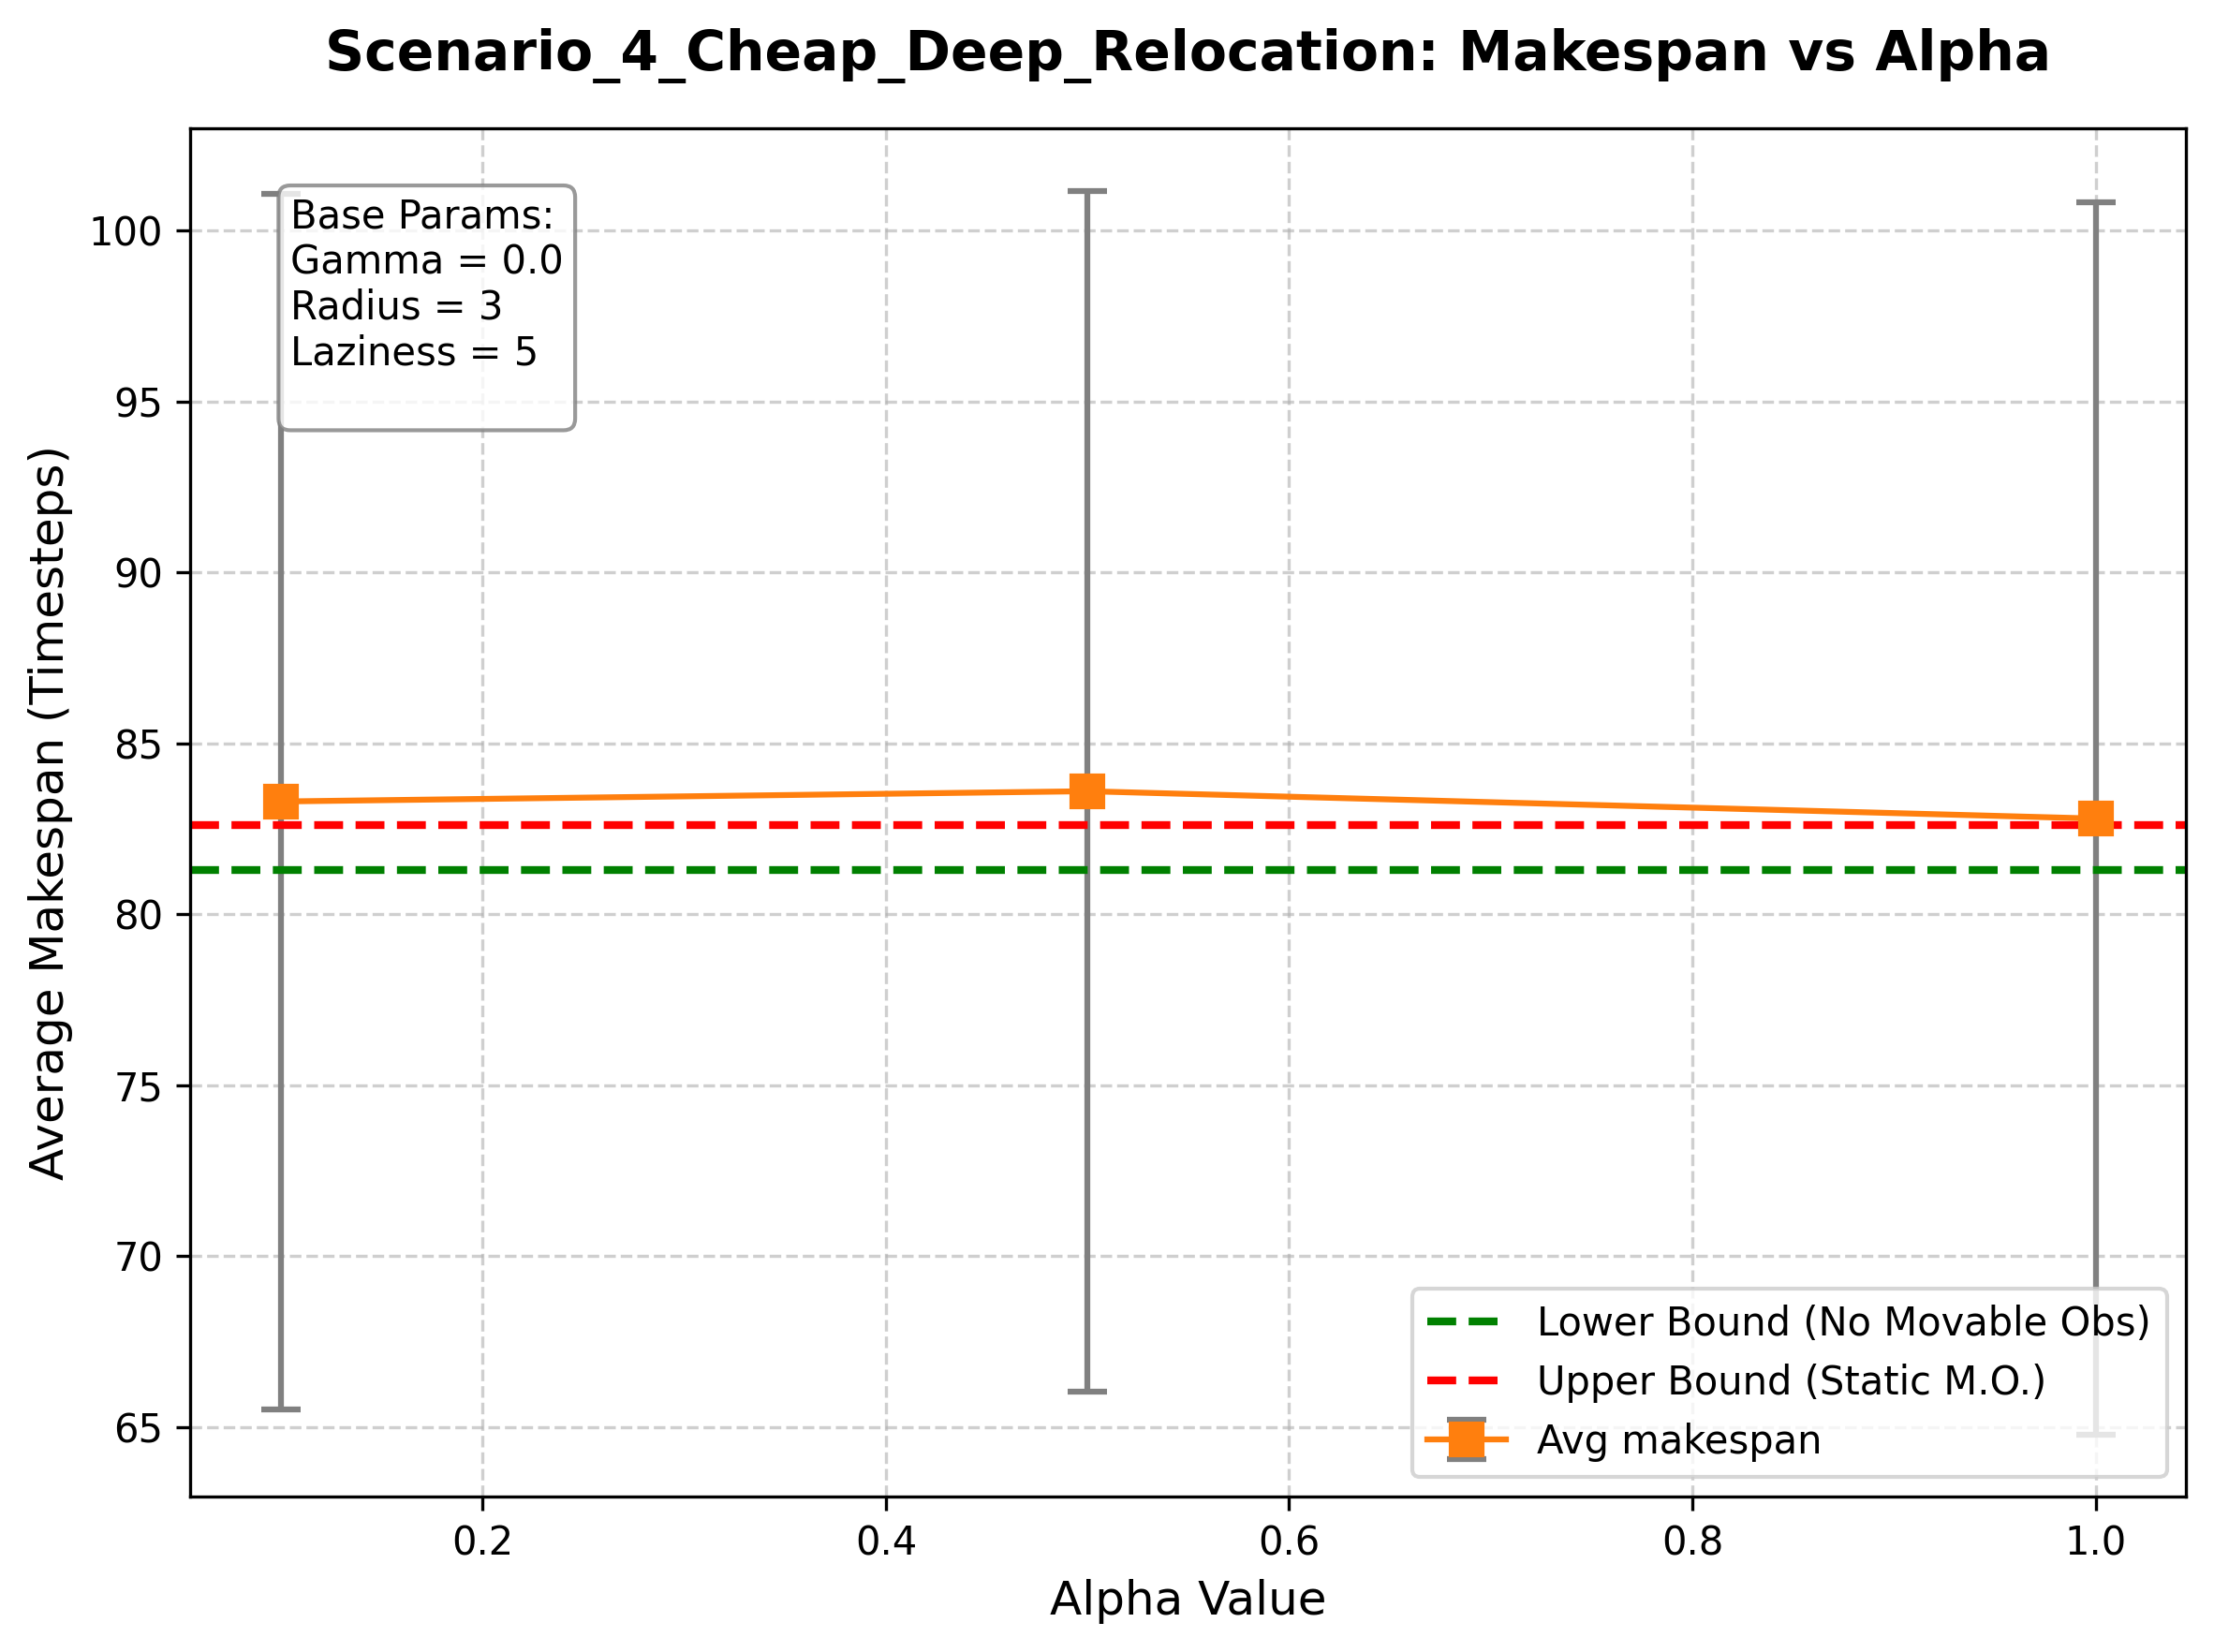 Scenario_4_Cheap_Deep_Relocation: Makespan vs Alpha
Average Makespan (Timesteps)
100
95
90
85
80
75
70
65
Base Params:
Gamma = 0.0
Radius = 3
Laziness = 5
Lower Bound (No Movable Obs)
Upper Bound (Static M.O.)
Avg makespan
0.2 0.4 0.6 0.8 1.0
Alpha Value